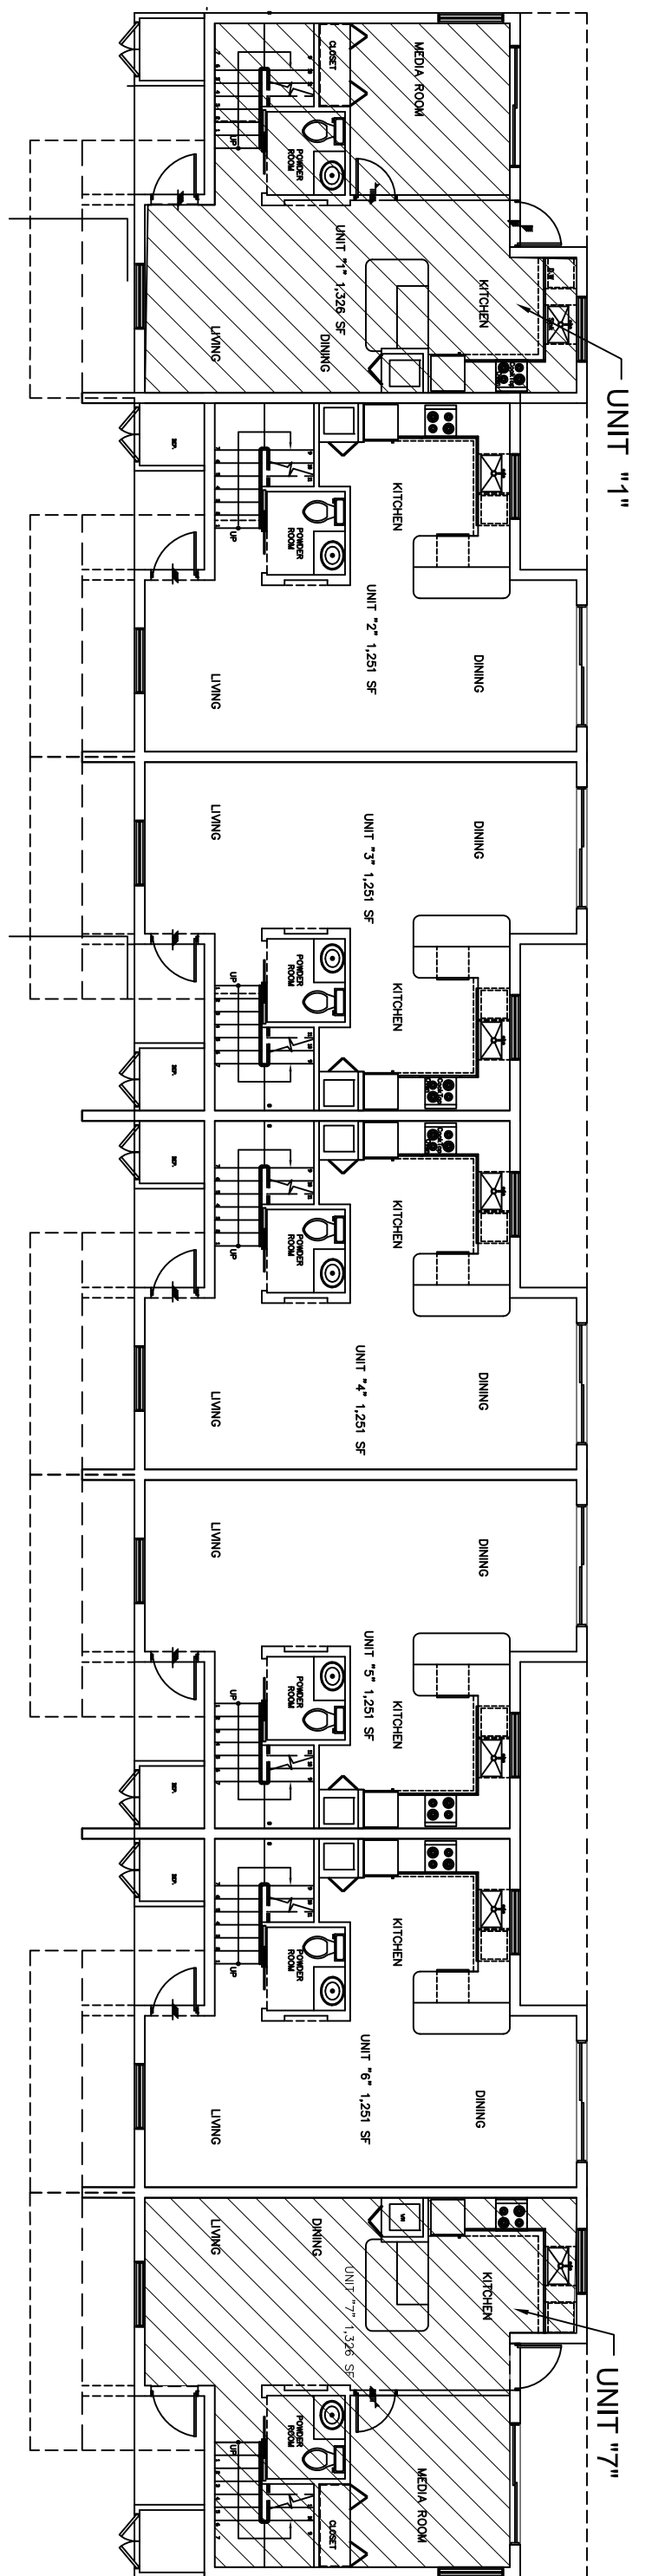 UNIT "1"
MEDIA ROOM
CLOSET
UP
POWDER
ROOM
UNIT "1" 1,326 SF
KITCHEN
DINING
LIVING
KITCHEN
UP
POWDER
ROOM
UNIT "2" 1,251 SF
DINING
LIVING
DINING
UNIT "3" 1,251 SF
LIVING
KITCHEN
POWDER
ROOM
UP
KITCHEN
UP
POWDER
ROOM
UNIT "4" 1,251 SF
DINING
LIVING
DINING
LIVING
UNIT "5" 1,251 SF
KITCHEN
POWDER
ROOM
UP
KITCHEN
UP
POWDER
ROOM
UNIT "6" 1,251 SF
DINING
LIVING
UNIT "7"
KITCHEN
DINING
LIVING
UNIT "7" 1,326 SF
POWDER
ROOM
UP
MEDIA ROOM
CLOSET